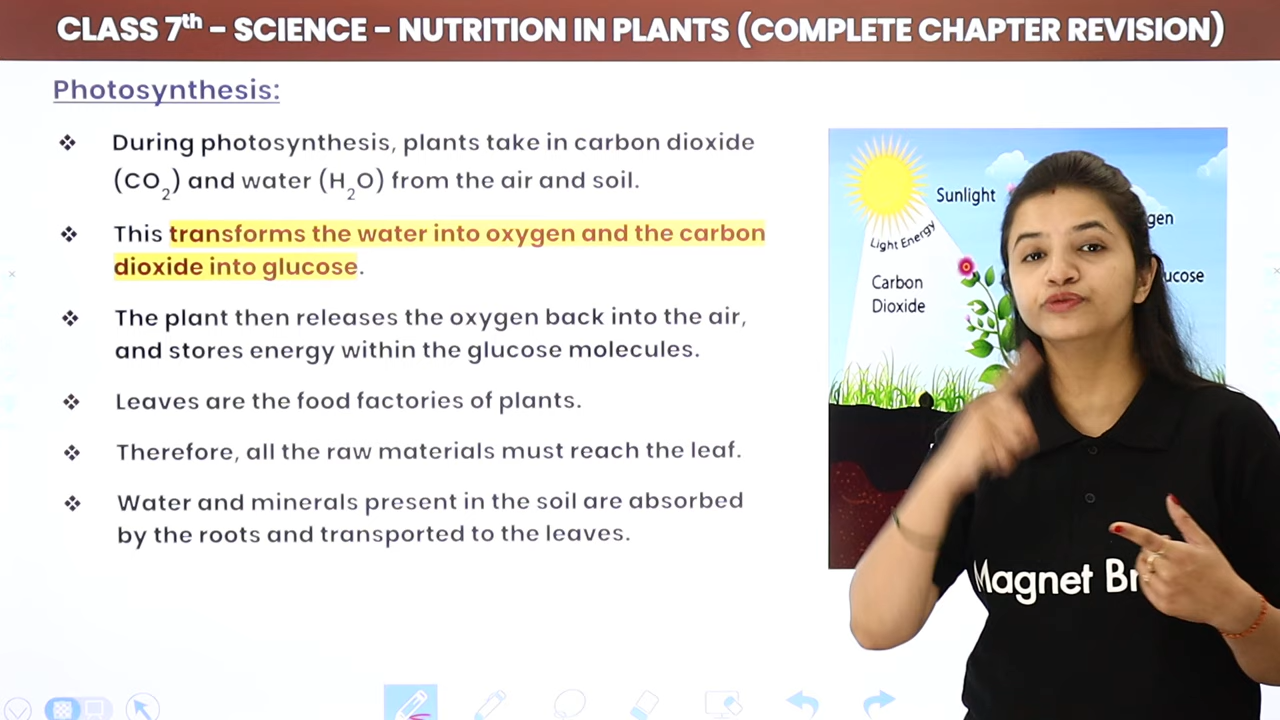 CLASS 7th – SCIENCE – NUTRITION IN PLANTS (COMPLETE CHAPTER REVISION)
Photosynthesis:
❖ During photosynthesis, plants take in carbon dioxide
(CO2) and water (H2O) from the air and soil.
❖ This transforms the water into oxygen and the carbon
dioxide into glucose.
❖ The plant then releases the oxygen back into the air,
and stores energy within the glucose molecules.
❖ Leaves are the food factories of plants.
❖ Therefore, all the raw materials must reach the leaf.
❖ Water and minerals present in the soil are absorbed
by the roots and transported to the leaves.
Sunlight
Light Energy
Carbon
Dioxide
gen
ucose
Magnet Br